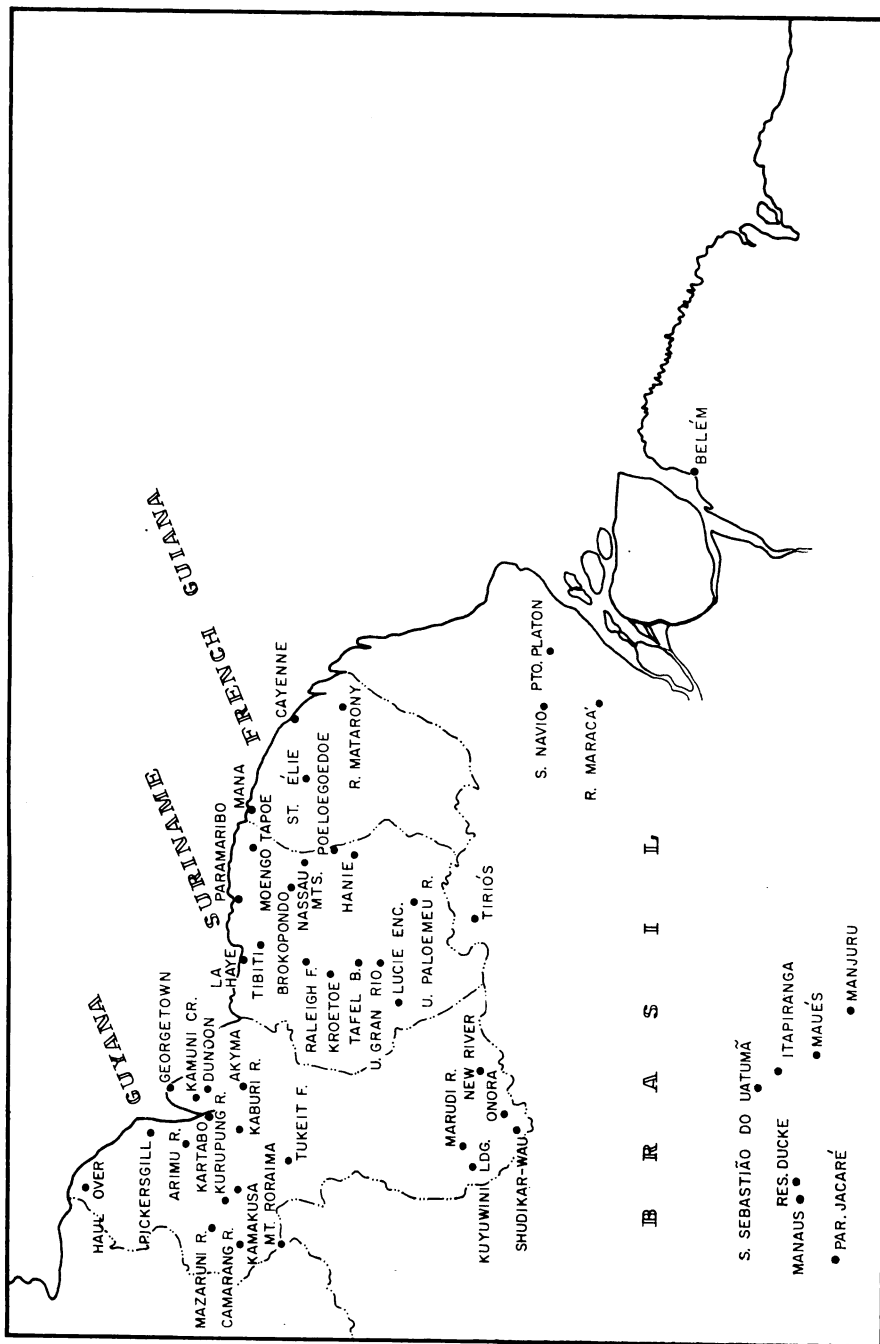 GUYANA
SURINAME
FRENCH GUIANA
BRASIL
HAUL OVER
PICKERSGILL
ARIMU R.
MAZARUNI R.
KARTABO
CAMARANG R.
KURUPUNG R.
KAMAKUSA
MT. RORAIMA
GEORGETOWN
KAMUNI CR.
DUNOON
AKYMA
KABURI R.
TUKEIT F.
MARUDI R.
NEW RIVER
KUYUWINI LDG.
ONORA
SHUDIKAR-WAU
LA
HAYE
PARAMARIBO
TIBITI
MOENGO TAPOE
BROKOPONDO
NASSAU
MTS.
RALEIGH F.
KROETOE
TAFEL B.
HANIE
POELOEGOEDOE
U. GRAN RIO
LUCIE ENC.
U. PALOEMEU R.
TIRIÓS
MANA
ST. ÉLIE
CAYENNE
R. MATARONY
S. NAVIO
PTO. PLATON
R. MARACÁ
BELÉM
S. SEBASTIÃO DO UATUMÃ
ITAPIRANGA
RES. DUCKE
MANAUS
MAUÉS
PAR. JACARÉ
MANJURU